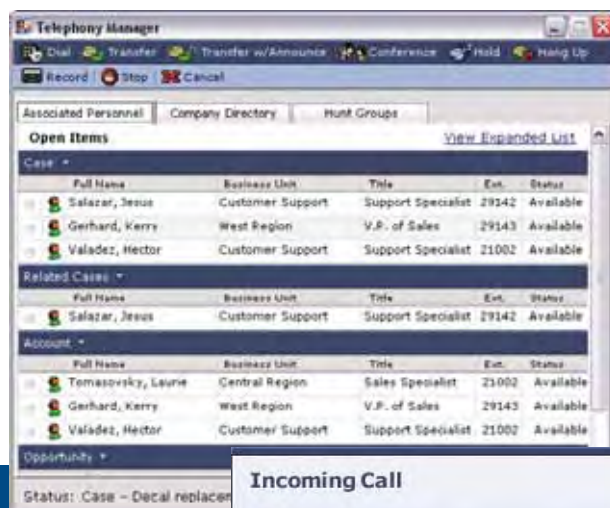 Telephony Manager
Dial Transfer Transfer w/Announce Conference Hold Hang Up
Record Stop Cancel
Associated Personnel Company Directory Hunt Groups
Open Items View Expanded List
Case
Full Name Business Unit Title Ext. Status
Salazar, Jesus Customer Support Support Specialist 29142 Available
Gerhard, Kerry West Region V.P. of Sales 29143 Available
Valadez, Hector Customer Support Support Specialist 21002 Available
Related Cases
Full Name Business Unit Title Ext. Status
Salazar, Jesus Customer Support Support Specialist 29142 Available
Account
Full Name Business Unit Title Ext. Status
Tomasovsky, Laurie Central Region Sales Specialist 21002 Available
Gerhard, Kerry West Region V.P. of Sales 29143 Available
Valadez, Hector Customer Support Support Specialist 21002 Available
Opportunity
Incoming Call
Status: Case – Decal replacem